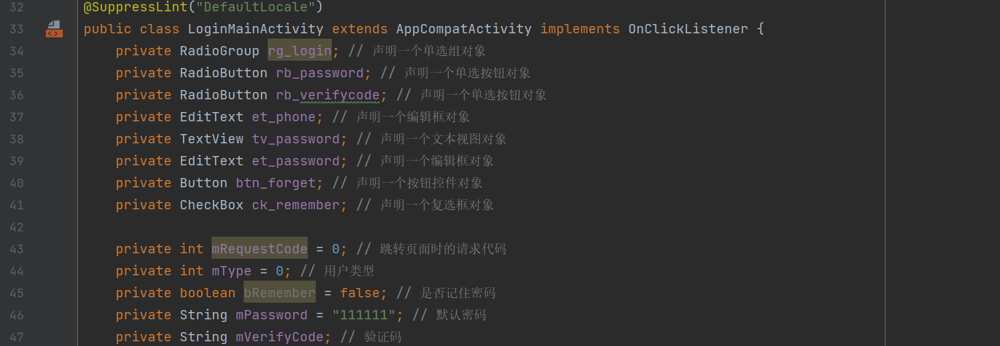 32 @SuppressLint("DefaultLocale")
33 public class LoginMainActivity extends AppCompatActivity implements OnClickListener {
34 private RadioGroup rg_login; // 声明一个单选组对象
35 private RadioButton rb_password; // 声明一个单选按钮对象
36 private RadioButton rb_verifycode; // 声明一个单选按钮对象
37 private EditText et_phone; // 声明一个编辑框对象
38 private TextView tv_password; // 声明一个文本视图对象
39 private EditText et_password; // 声明一个编辑框对象
40 private Button btn_forget; // 声明一个按钮控件对象
41 private CheckBox ck_remember; // 声明一个复选框对象
42
43 private int mRequestCode = 0; // 跳转页面时的请求代码
44 private int mType = 0; // 用户类型
45 private boolean bRemember = false; // 是否记住密码
46 private String mPassword = "111111"; // 默认密码
47 private String mVerifyCode; // 验证码